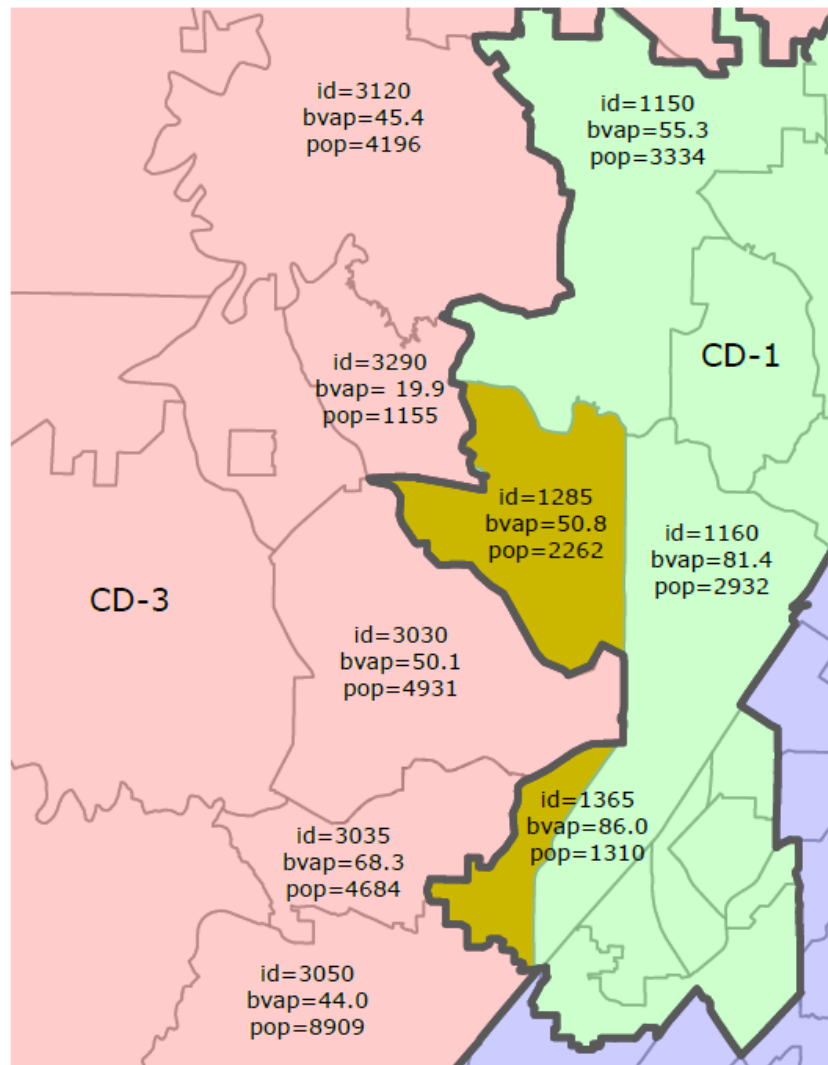 id=3120
bvap=45.4
pop=4196
id=1150
bvap=55.3
pop=3334
id=3290
bvap= 19.9
pop=1155
CD-1
id=1285
bvap=50.8
pop=2262
id=1160
bvap=81.4
pop=2932
CD-3
id=3030
bvap=50.1
pop=4931
id=1365
bvap=86.0
pop=1310
id=3035
bvap=68.3
pop=4684
id=3050
bvap=44.0
pop=8909